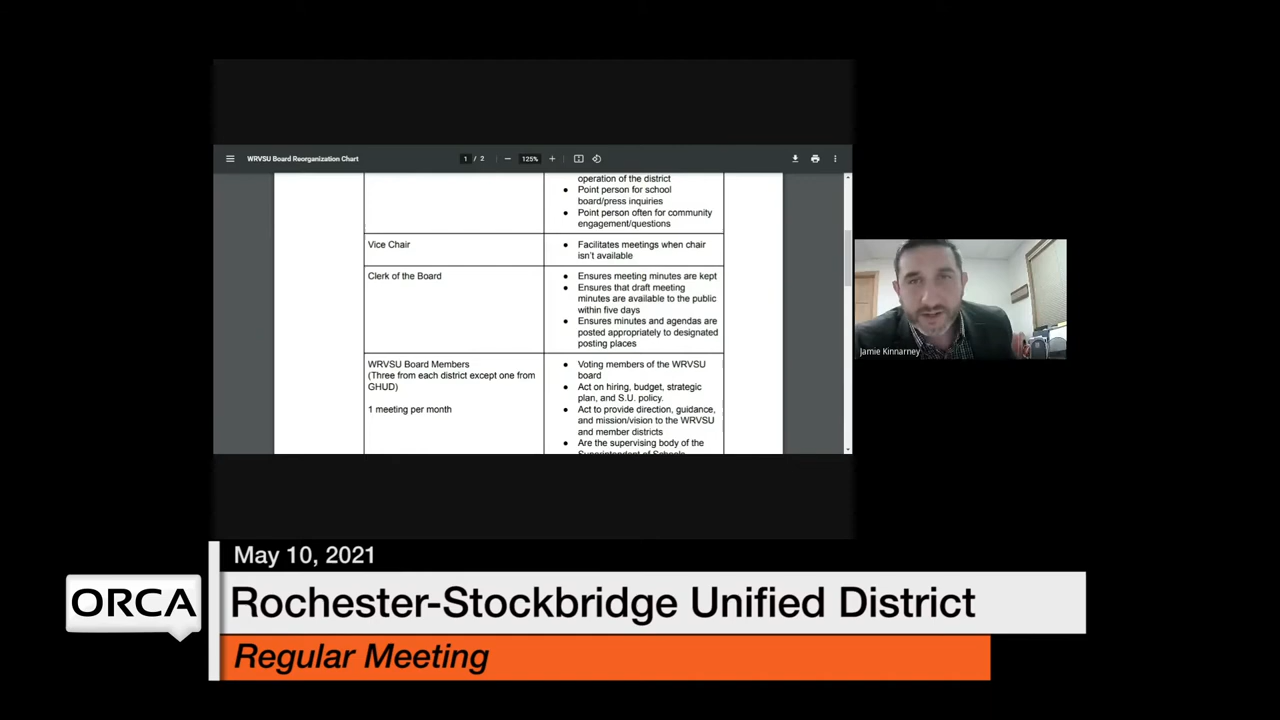 WRVSU Board Reorganization Chart
1 / 2
125%
operation of the district
Point person for school
board/press inquiries
Point person often for community
engagement/questions
Vice Chair
Facilitates meetings when chair
isn't available
Clerk of the Board
Ensures meeting minutes are kept
Ensures that draft meeting
minutes are available to the public
within five days
Ensures minutes and agendas are
posted appropriately to designated
posting places
WRVSU Board Members
(Three from each district except one from
GHUD)
1 meeting per month
Voting members of the WRVSU
board
Act on hiring, budget, strategic
plan, and S.U. policy.
Act to provide direction, guidance,
and mission/vision to the WRVSU
and member districts
Are the supervising body of the
Superintendent of Schools
Jamie Kinnarney
May 10, 2021
ORCA
Rochester-Stockbridge Unified District
Regular Meeting